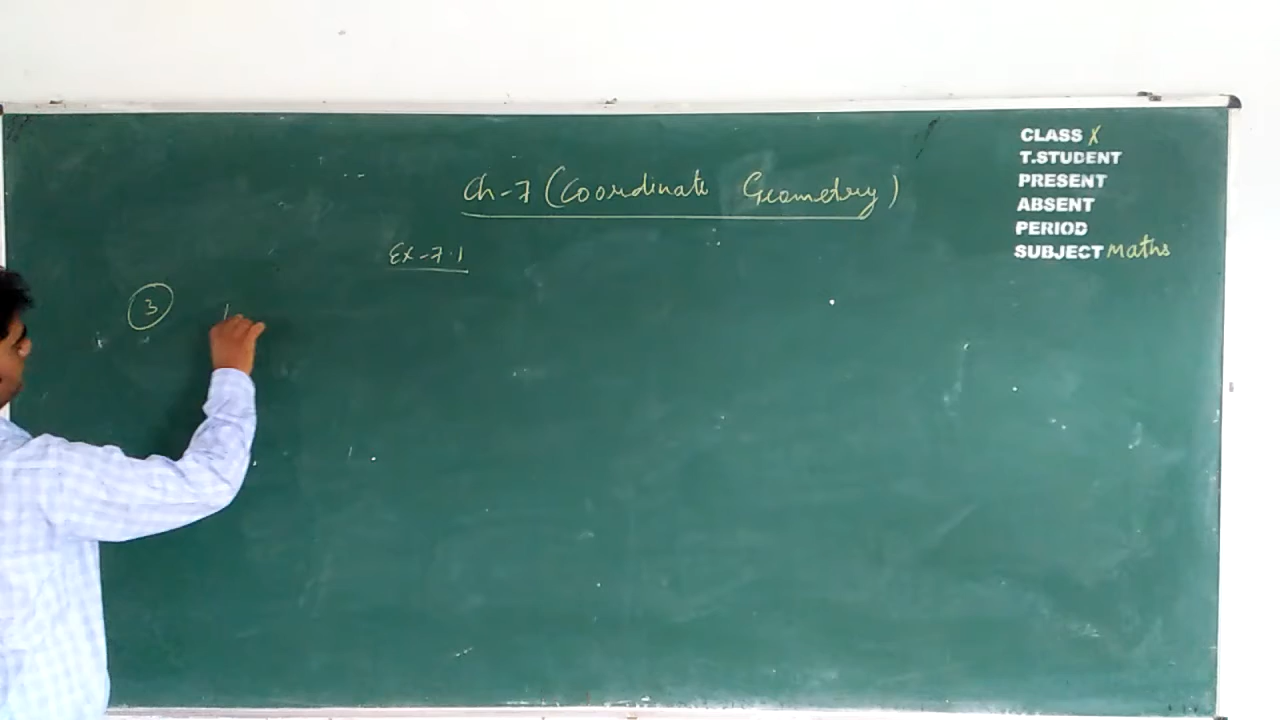 CLASS X
T.STUDENT
PRESENT
ABSENT
PERIOD
SUBJECT Maths
Ch-7 (Coordinate Geometry)
Ex-7.1
3